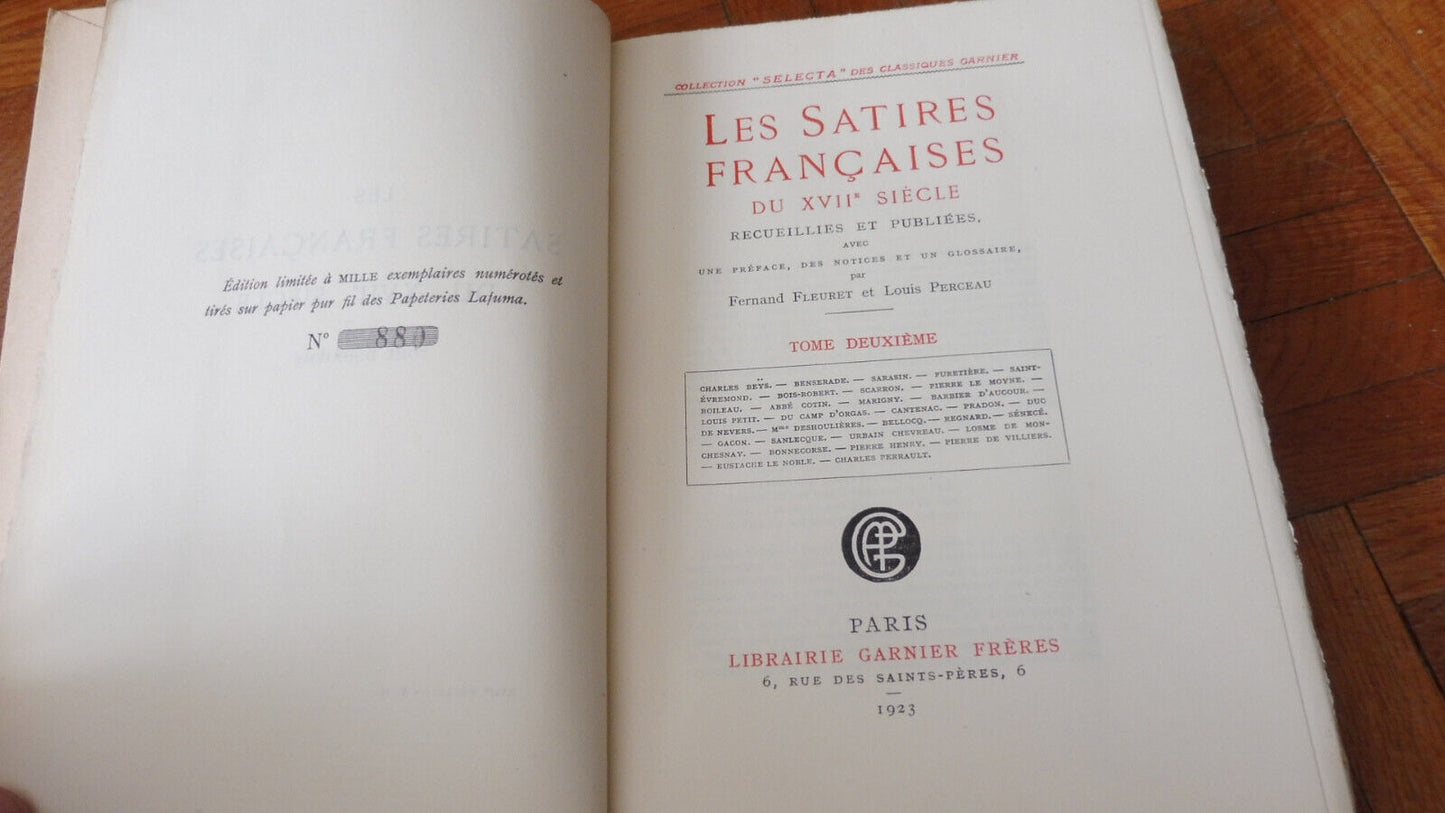 Édition limitée à MILLE exemplaires numérotés et
tirés sur papier pur fil des Papeteries Lafuma.
N° 880
COLLECTION "SELECTA" DES CLASSIQUES GARNIER
LES SATIRES
FRANÇAISES
DU XVIIE SIÈCLE
RECUEILLIES ET PUBLIÉES,
AVEC
UNE PRÉFACE, DES NOTICES ET UN GLOSSAIRE,
par
Fernand FLEURET et Louis PERCEAU
TOME DEUXIÈME
CHARLES BEŸS. — BENSERADE. — SARASIN. — FURETIÈRE. — SAINT-
ÉVREMOND. — BOIS-ROBERT. — SCARRON. — PIERRE LE MOYNE. —
BOILEAU. — ABBÉ COTIN. — MARIGNY. — BARBIER D'AUCOUR. —
LOUIS PETIT. — DU CAMP D'ORGAS. — CANTENAC. — PRADON. — DUC
DE NEVERS. — Mme DESHOULIÈRES. — BELLOCQ. — REGNARD. — SÉNECÉ.
— GACON. — SANLECQUE. — URBAIN CHEVREAU. — LOSME DE MON-
CHESNAY. — BONNECORSE. — PIERRE HENRY. — PIERRE DE VILLIERS.
— EUSTACHE LE NOBLE. — CHARLES PERRAULT.
PARIS
LIBRAIRIE GARNIER FRÈRES
6, RUE DES SAINTS-PÈRES, 6
1923